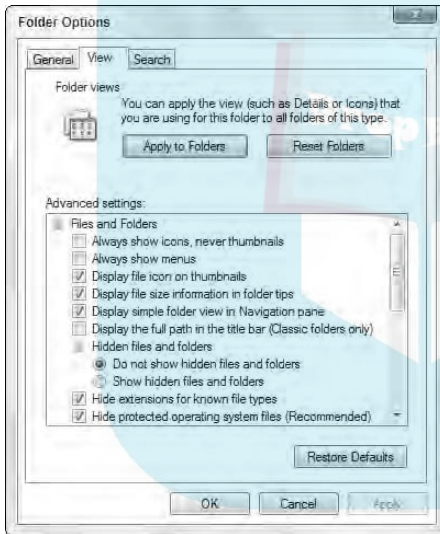 Folder Options
General View Search
Folder views
You can apply the view (such as Details or Icons) that
you are using for this folder to all folders of this type.
Apply to Folders Reset Folders
Advanced settings:
Files and Folders
Always show icons, never thumbnails
Always show menus
Display file icon on thumbnails
Display file size information in folder tips
Display simple folder view in Navigation pane
Display the full path in the title bar (Classic folders only)
Hidden files and folders
Do not show hidden files and folders
Show hidden files and folders
Hide extensions for known file types
Hide protected operating system files (Recommended)
Restore Defaults
OK Cancel Apply